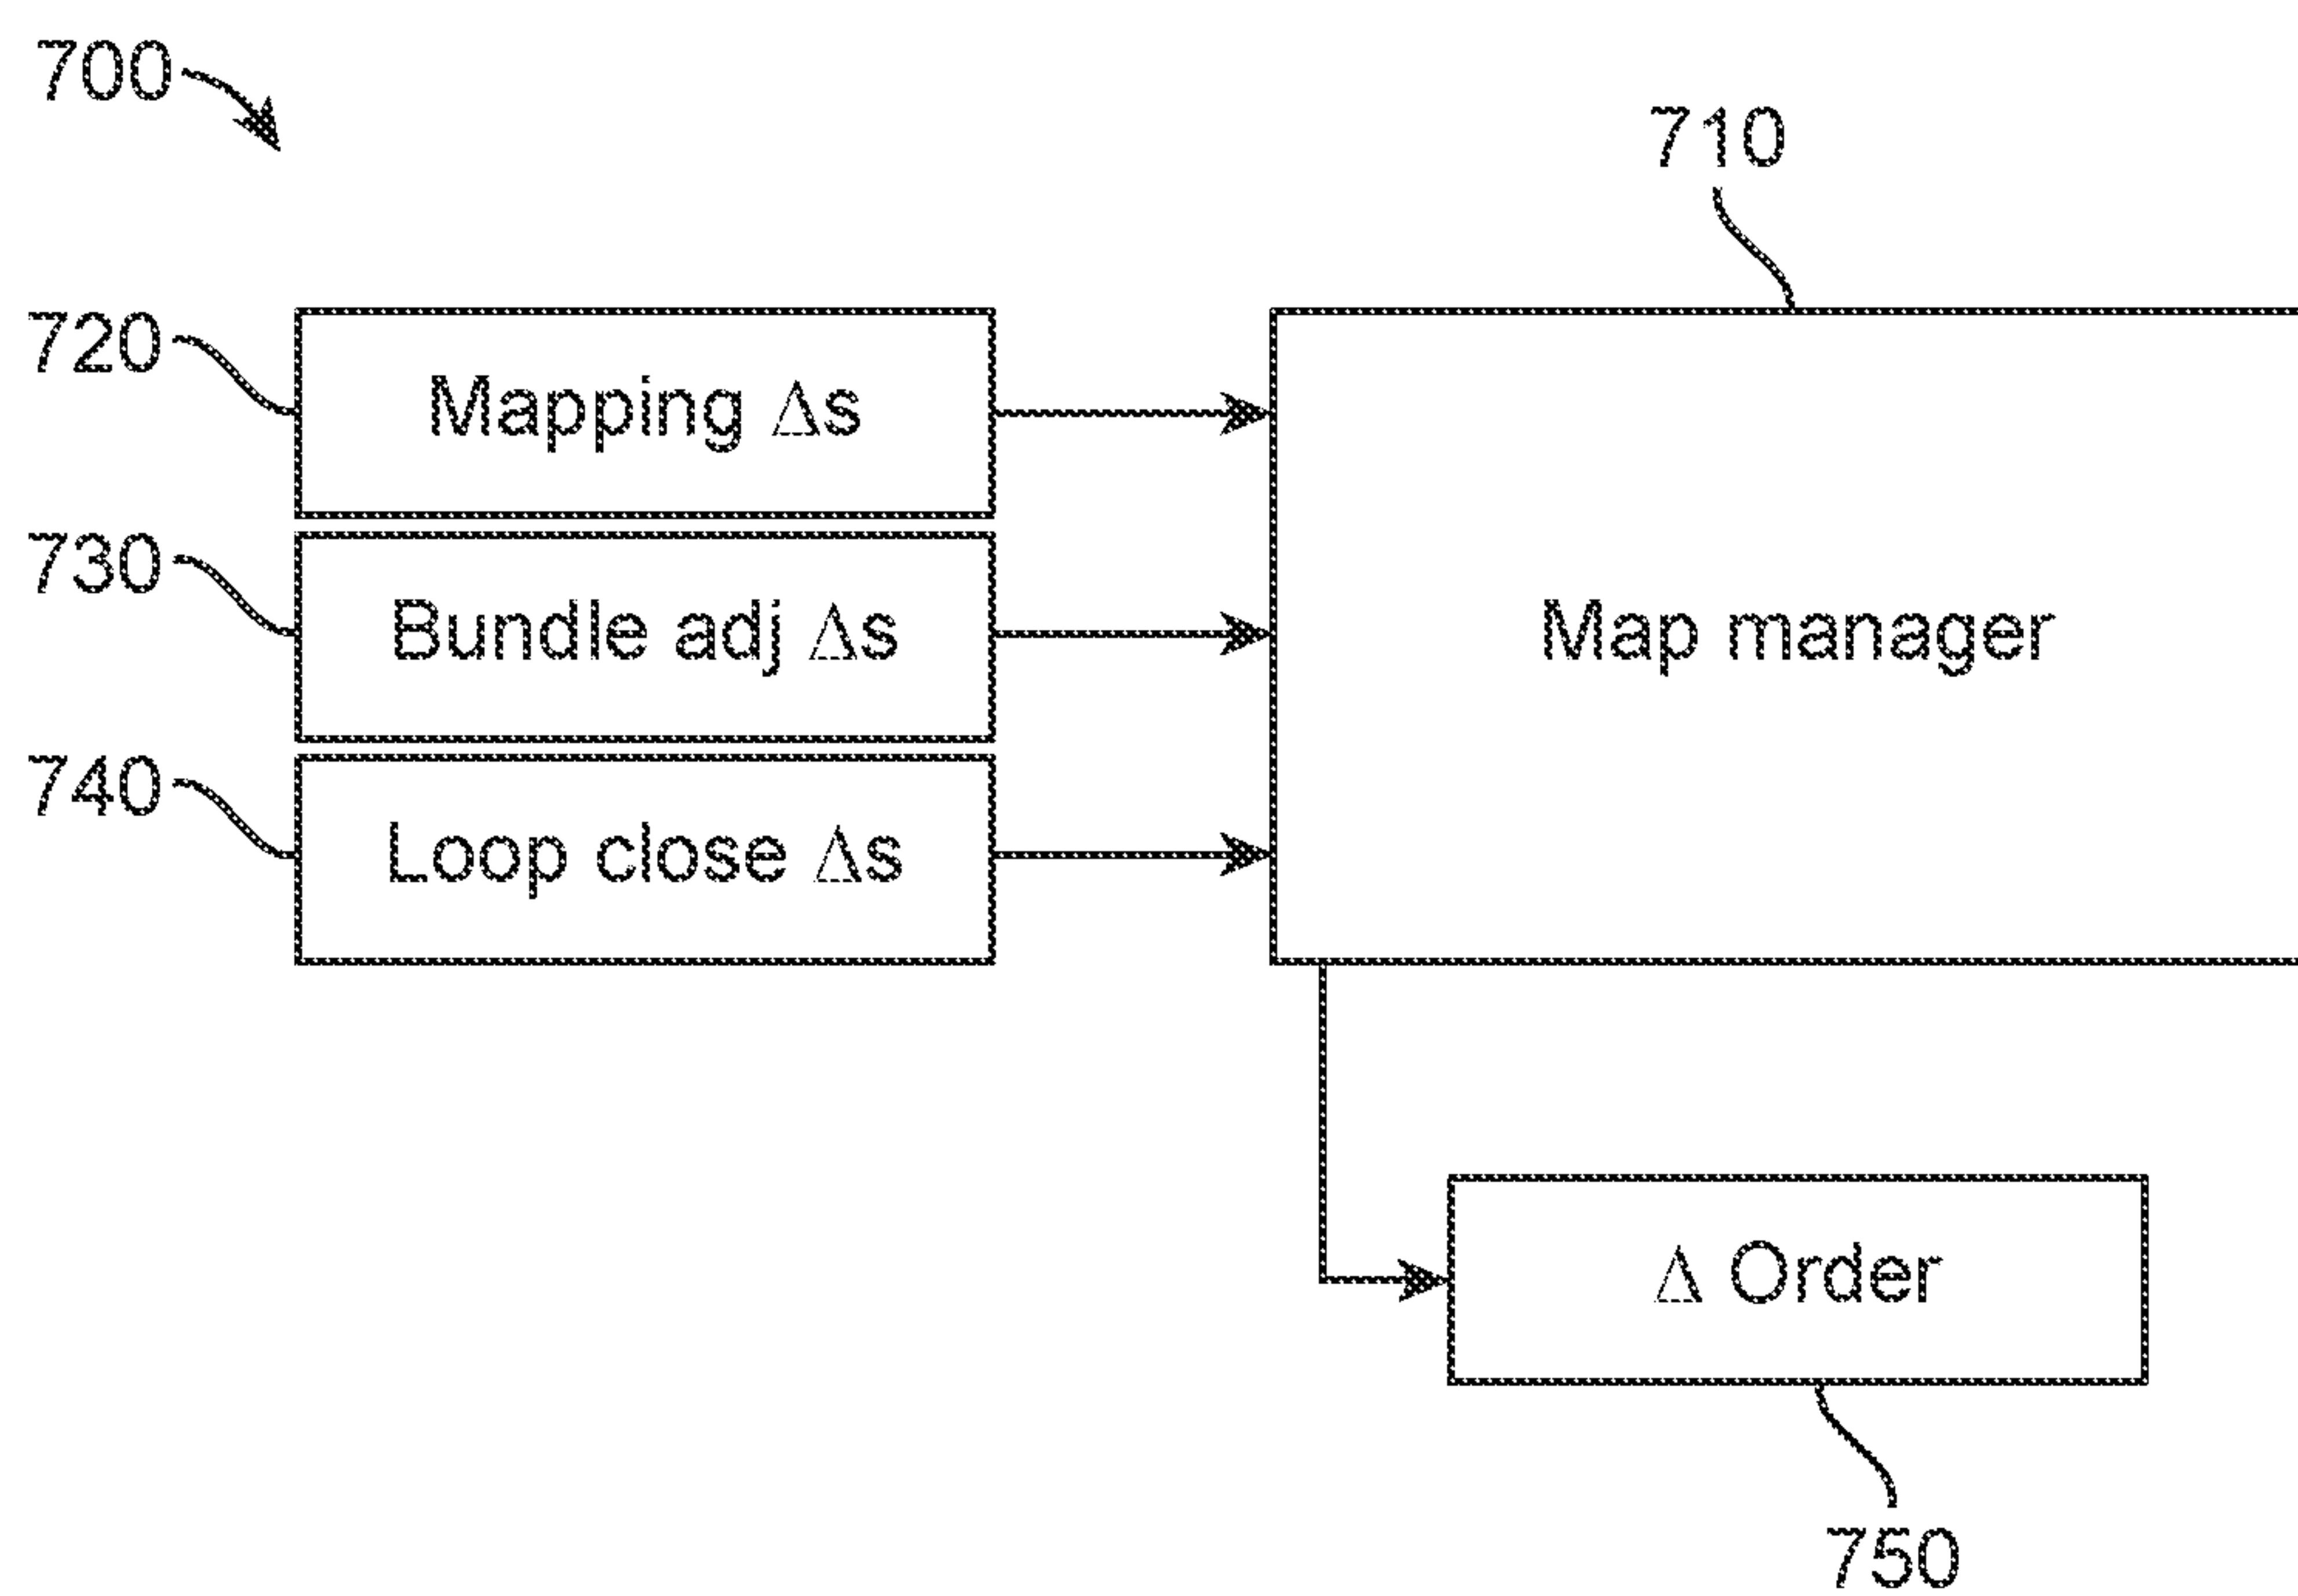 700
710
720
Mapping Δs
730
Bundle adj Δs
Map manager
740
Loop close Δs
Δ Order
750